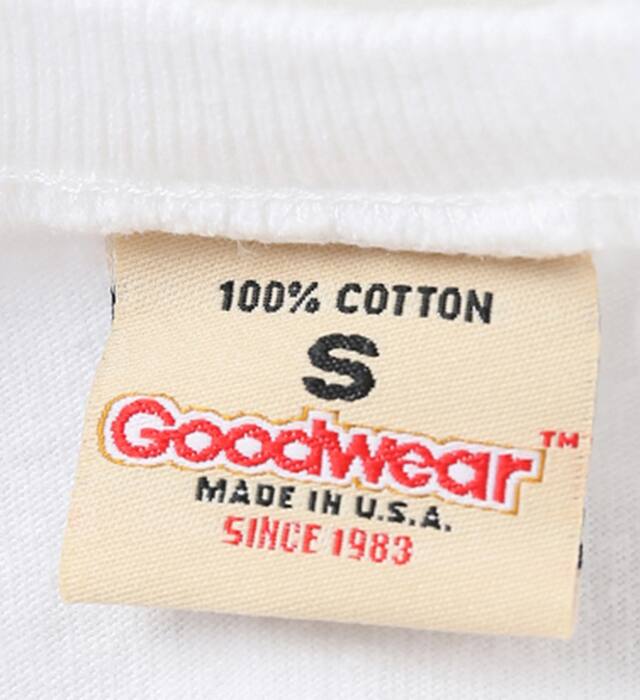 100% COTTON
S
Goodwear™
MADE IN U.S.A.
SINCE 1983